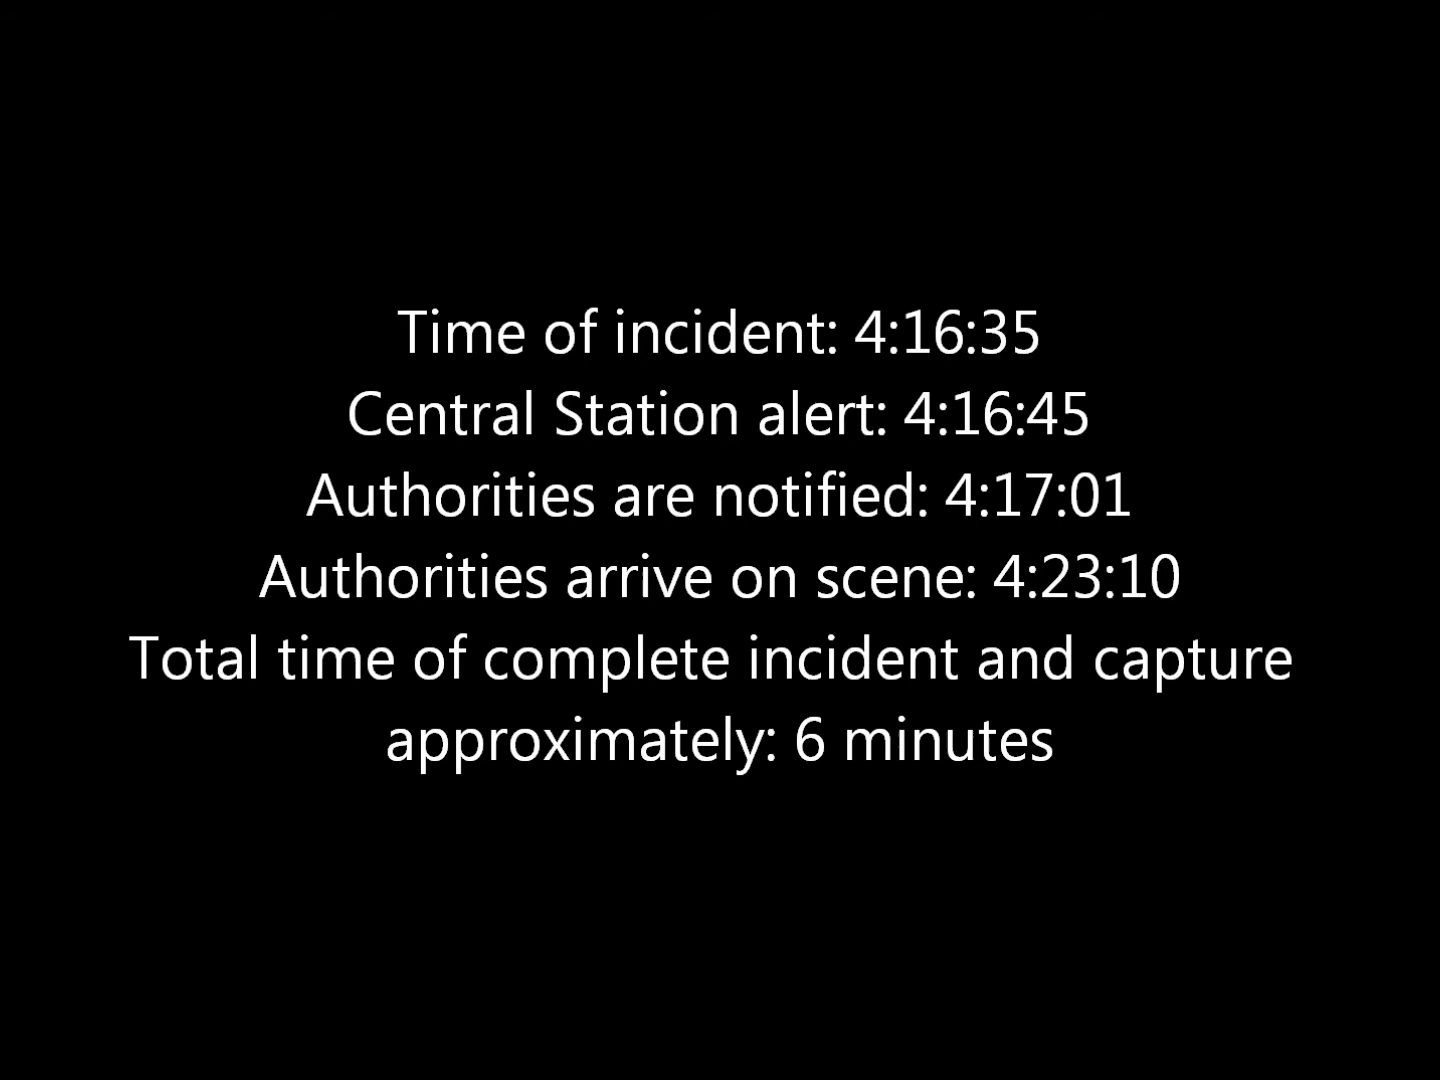 Time of incident: 4:16:35
Central Station alert: 4:16:45
Authorities are notified: 4:17:01
Authorities arrive on scene: 4:23:10
Total time of complete incident and capture
approximately: 6 minutes